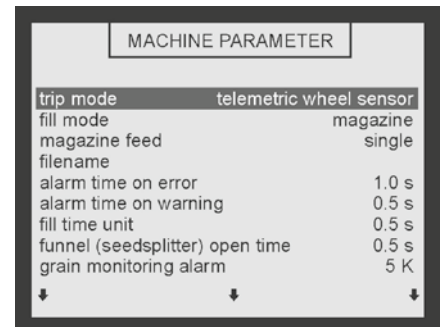 MACHINE PARAMETER
trip mode telemetric wheel sensor
fill mode magazine
magazine feed single
filename
alarm time on error 1.0 s
alarm time on warning 0.5 s
fill time unit 0.5 s
funnel (seedsplitter) open time 0.5 s
grain monitoring alarm 5 K